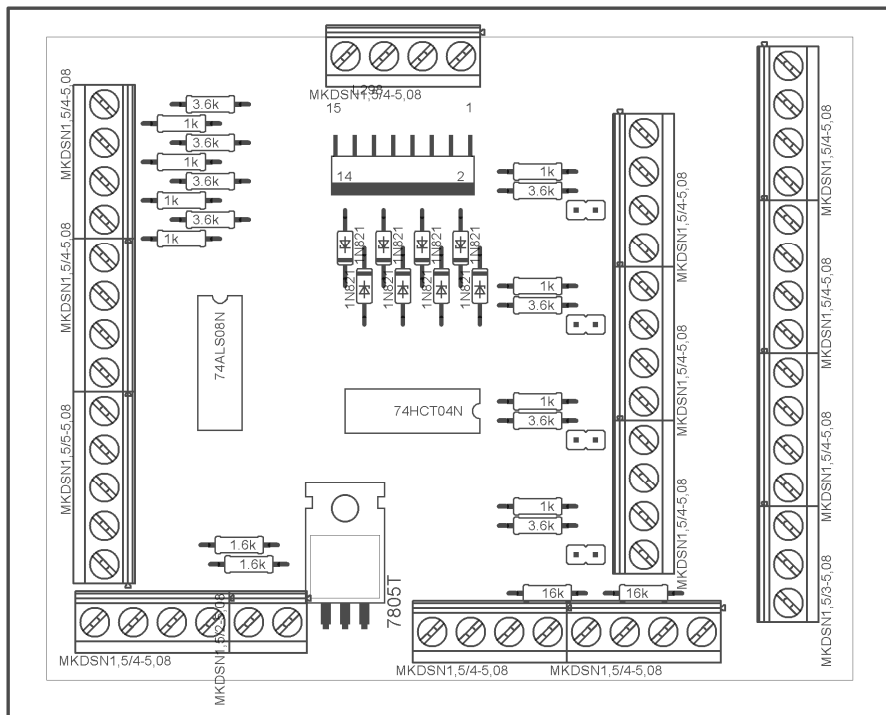 L298
MKDSN1,5/4-5,08
15
1
14
2
MKDSN1,5/4-5,08
3.6k
1k
3.6k
1k
3.6k
1k
3.6k
1k
MKDSN1,5/4-5,08
MKDSN1,5/5-5,08
74ALS08N
1N821
1N821
1N821
1N821
1N821
1N821
1N821
1N821
74HCT04N
1k
3.6k
1k
3.6k
1k
3.6k
1k
3.6k
MKDSN1,5/4-5,08
MKDSN1,5/4-5,08
MKDSN1,5/4-5,08
MKDSN1,5/4-5,08
MKDSN1,5/4-5,08
MKDSN1,5/4-5,08
MKDSN1,5/3-5,08
1.6k
1.6k
7805T
16k
16k
MKDSN1,5/4-5,08
MKDSN1,5/2-5,08
MKDSN1,5/4-5,08
MKDSN1,5/4-5,08